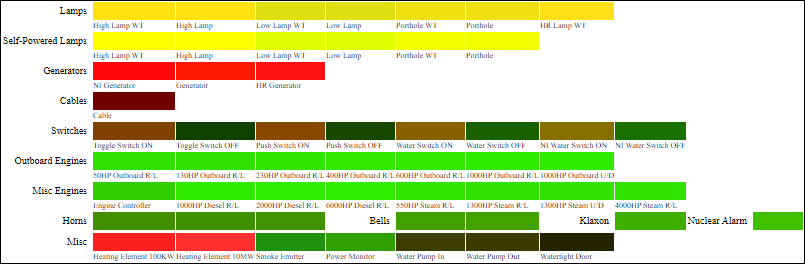 Lamps
High Lamp WT High Lamp Low Lamp WT Low Lamp Porthole WT Porthole HR Lamp WT
Self-Powered Lamps
High Lamp WT High Lamp Low Lamp WT Low Lamp Porthole WT Porthole
Generators
NI Generator Generator HR Generator
Cables
Cable
Switches
Toggle Switch ON Toggle Switch OFF Push Switch ON Push Switch OFF Water Switch ON Water Switch OFF NI Water Switch ON NI Water Switch OFF
Outboard Engines
50HP Outboard R/L 130HP Outboard R/L 230HP Outboard R/L 400HP Outboard R/L 600HP Outboard R/L 1000HP Outboard R/L 1000HP Outboard U/D
Misc Engines
Engine Controller 1000HP Diesel R/L 2000HP Diesel R/L 6000HP Diesel R/L 550HP Steam R/L 1300HP Steam R/L 1300HP Steam U/D 4000HP Steam R/L
Horns Bells Klaxon Nuclear Alarm
Misc
Heating Element 100KW Heating Element 10MW Smoke Emitter Power Monitor Water Pump In Water Pump Out Watertight Door